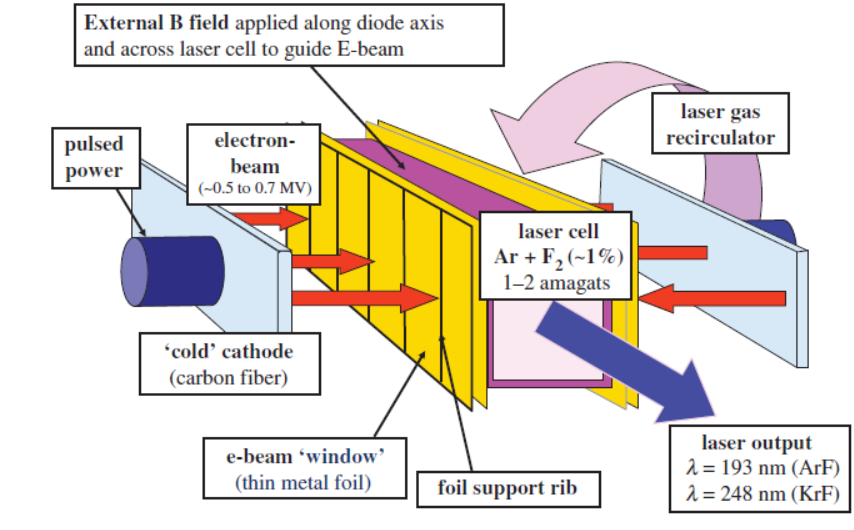 External B field applied along diode axis
and across laser cell to guide E-beam
pulsed
power
electron-
beam
(~0.5 to 0.7 MV)
laser gas
recirculator
laser cell
Ar + F₂ (~1%)
1–2 amagats
‘cold’ cathode
(carbon fiber)
e-beam ‘window’
(thin metal foil)
foil support rib
laser output
λ = 193 nm (ArF)
λ = 248 nm (KrF)